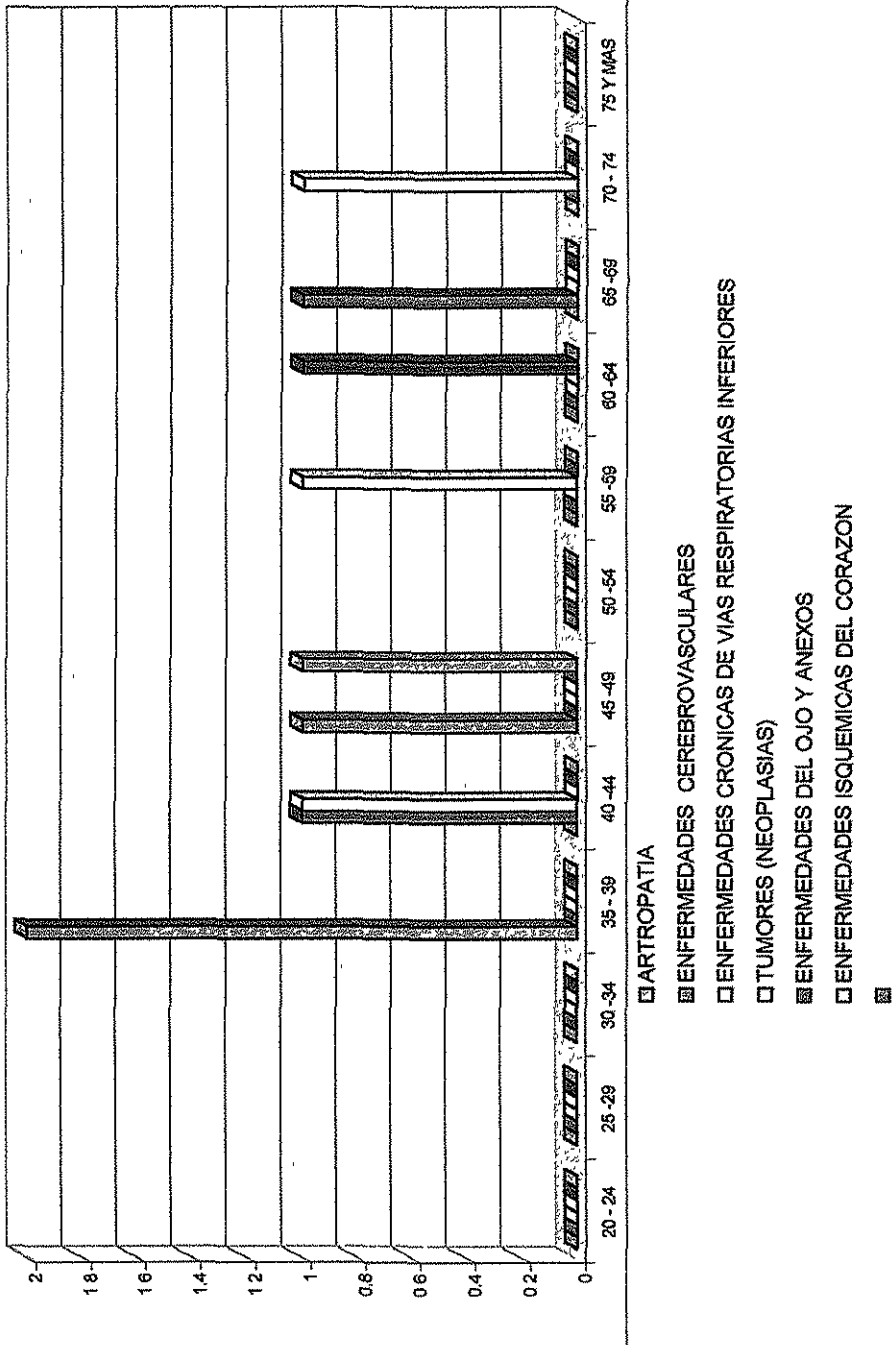 2
1 8
1 6
1.4
1 2
1
0.8
0 6
0.4
0 2
0
20 - 24
25 -29
30 -34
35 - 39
40 -44
45 -49
50 -54
55 -59
60 -64
65 -69
70 - 74
75 Y MAS
ARTROPATIA
ENFERMEDADES CEREBROVASCULARES
ENFERMEDADES CRONICAS DE VIAS RESPIRATORIAS INFERIORES
TUMORES (NEOPLASIAS)
ENFERMEDADES DEL OJO Y ANEXOS
ENFERMEDADES ISQUEMICAS DEL CORAZON